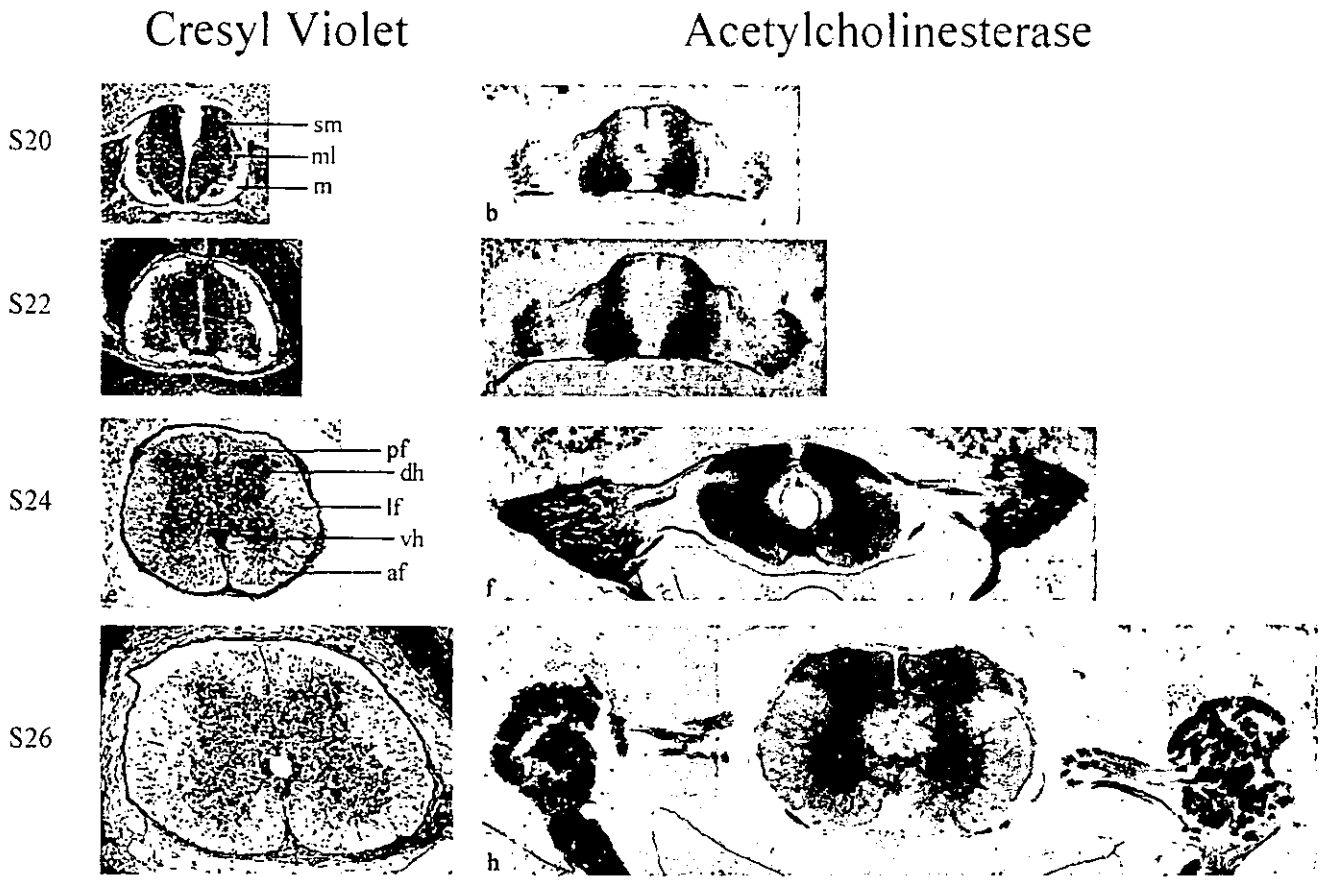 Cresyl Violet Acetylcholinesterase
S20
sm
ml
m
b
S22
d
S24
pf
dh
lf
vh
af
e
f
S26
h